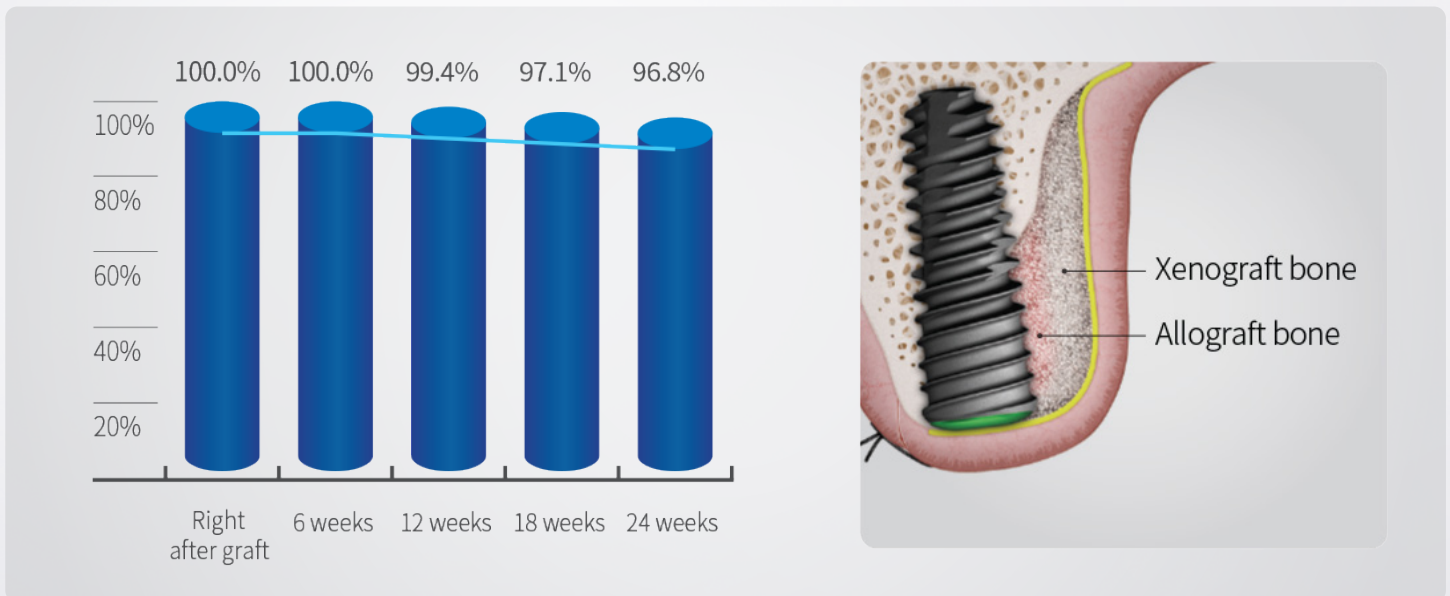 100.0% 100.0% 99.4% 97.1% 96.8%
100%
80%
60%
40%
20%
Right
after graft
6 weeks
12 weeks
18 weeks
24 weeks
Xenograft bone
Allograft bone